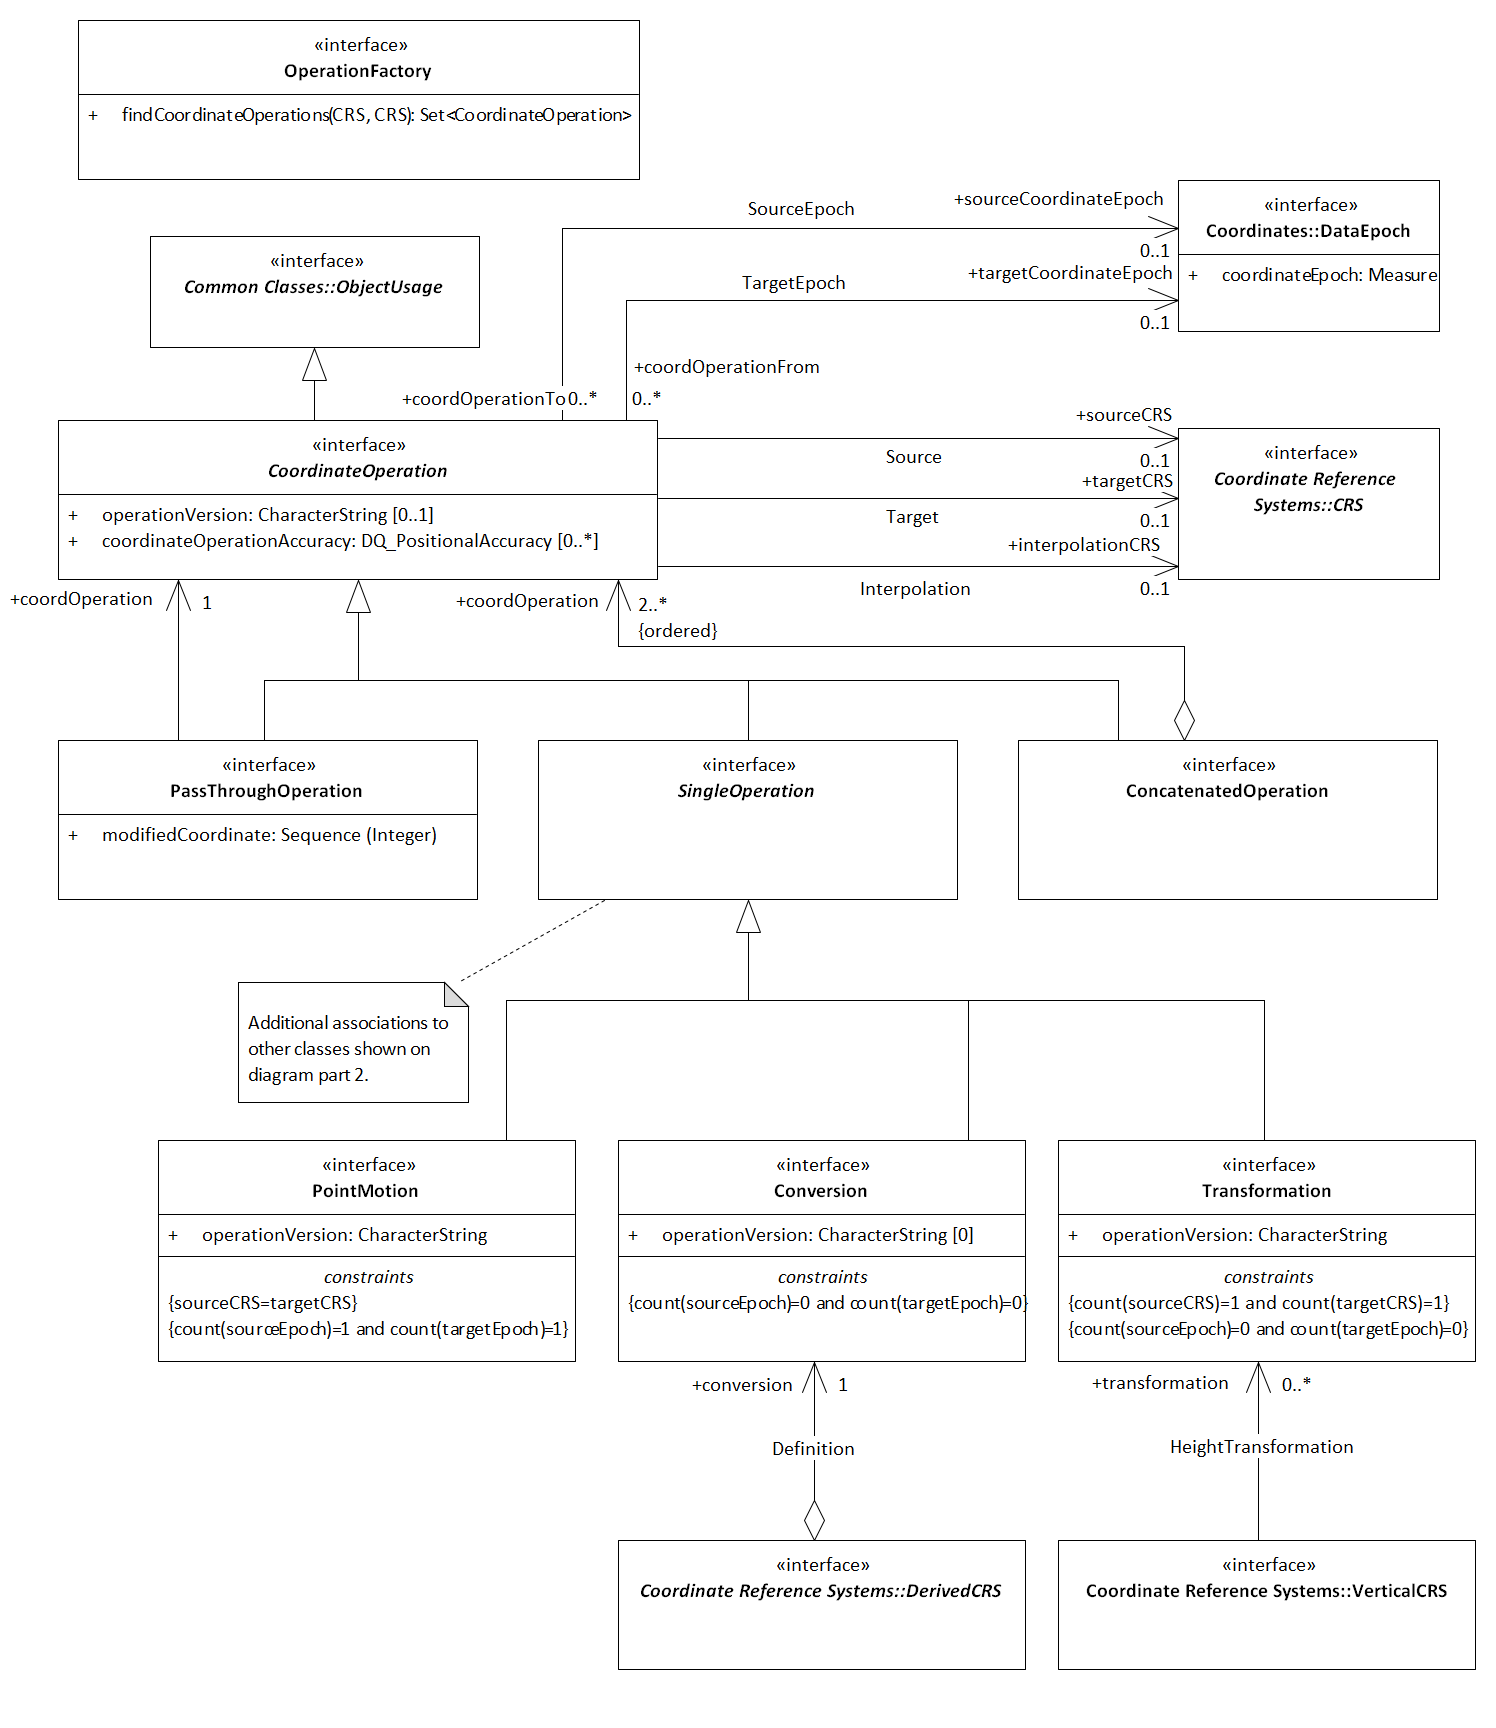 «interface»
OperationFactory
+ findCoordinateOperations(CRS, CRS): Set<CoordinateOperation>
«interface»
Common Classes::ObjectUsage
SourceEpoch
+sourceCoordinateEpoch
0..1
TargetEpoch
+targetCoordinateEpoch
0..1
«interface»
Coordinates::DataEpoch
+ coordinateEpoch: Measure
+coordOperationFrom
+coordOperationTo 0..*
0..*
«interface»
CoordinateOperation
+ operationVersion: CharacterString [0..1]
+ coordinateOperationAccuracy: DQ_PositionalAccuracy [0..*]
+sourceCRS
Source
0..1
+targetCRS
Target
0..1
+interpolationCRS
Interpolation
0..1
«interface»
Coordinate Reference
Systems::CRS
+coordOperation
1
+coordOperation
2..*
{ordered}
«interface»
PassThroughOperation
+ modifiedCoordinate: Sequence (Integer)
«interface»
SingleOperation
«interface»
ConcatenatedOperation
Additional associations to
other classes shown on
diagram part 2.
«interface»
PointMotion
+ operationVersion: CharacterString
constraints
{sourceCRS=targetCRS}
{count(sourceEpoch)=1 and count(targetEpoch)=1}
«interface»
Conversion
+ operationVersion: CharacterString [0]
constraints
{count(sourceEpoch)=0 and count(targetEpoch)=0}
«interface»
Transformation
+ operationVersion: CharacterString
constraints
{count(sourceCRS)=1 and count(targetCRS)=1}
{count(sourceEpoch)=0 and count(targetEpoch)=0}
+conversion
1
Definition
+transformation
0..*
HeightTransformation
«interface»
Coordinate Reference Systems::DerivedCRS
«interface»
Coordinate Reference Systems::VerticalCRS